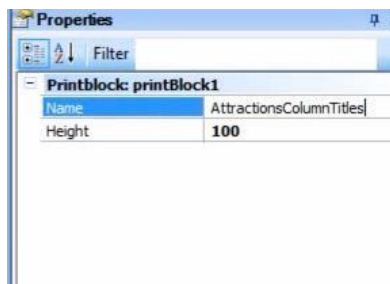 Properties
Filter
Printblock: printBlock1
Name AttractionsColumnTitles
Height 100